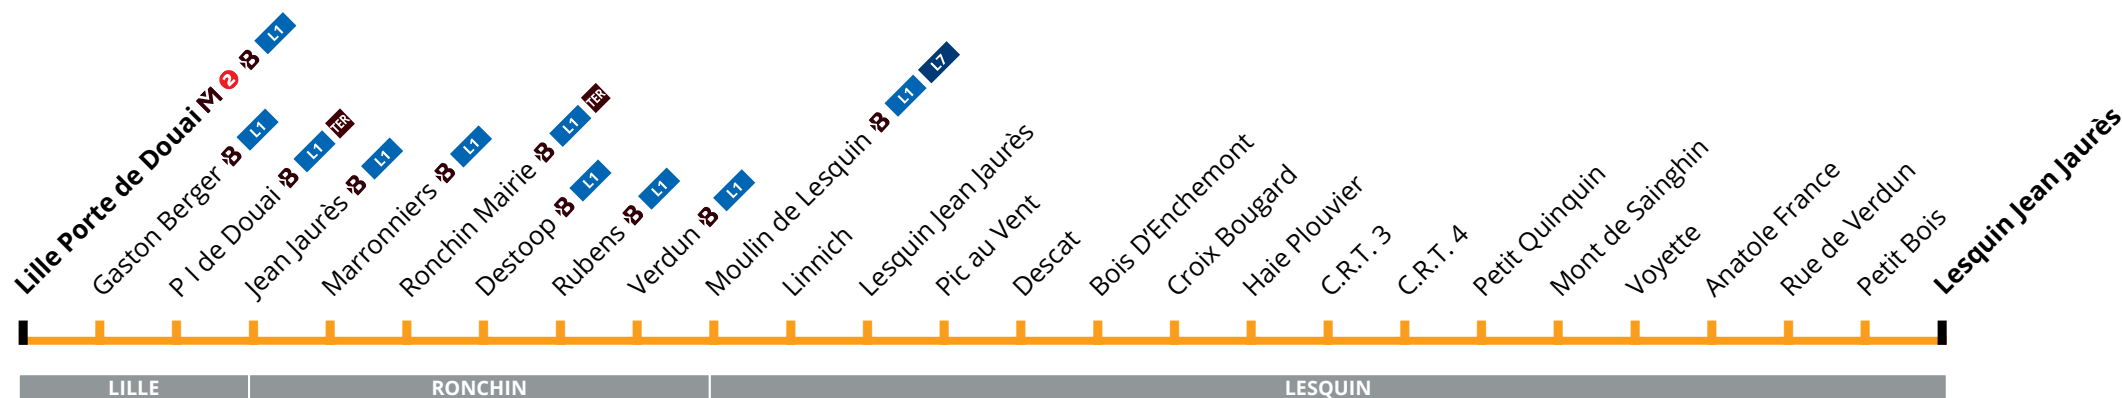 Lille Porte de Douai M 2 B L1
Gaston Berger B L1
P I de Douai B L1 TER
Jean Jaurès B L1
Marronniers B L1
Ronchin Mairie B L1 TER
Destoop B L1
Rubens B L1
Verdun B L1
Moulin de Lesquin B L1 L7
Linnich
Lesquin Jean Jaurès
Pic au Vent
Descat
Bois D’Enchemont
Croix Bougard
Haie Plouvier
C.R.T. 3
C.R.T. 4
Petit Quinquin
Mont de Sainghin
Voyette
Anatole France
Rue de Verdun
Petit Bois
Lesquin Jean Jaurès
LILLE
RONCHIN
LESQUIN